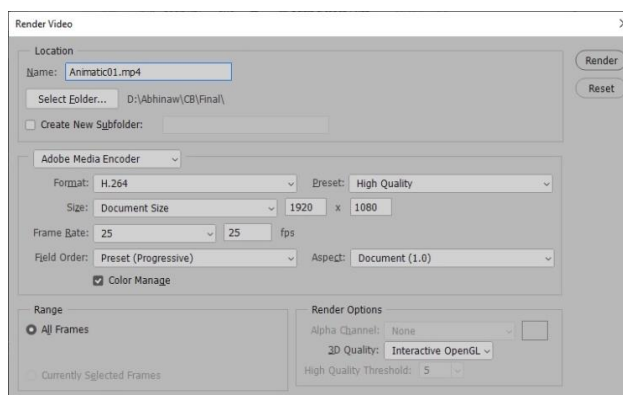 Render Video
Location
Name: Animatic01.mp4
Render
Select Folder... D:\Abhinaw\CB\Final\
Reset
Create New Subfolder:
Adobe Media Encoder
Format: H.264 Preset: High Quality
Size: Document Size 1920 x 1080
Frame Rate: 25 25 fps
Field Order: Preset (Progressive) Aspect: Document (1.0)
Color Manage
Range
Render Options
All Frames
Alpha Channel: None
3D Quality: Interactive OpenGL
Currently Selected Frames
High Quality Threshold: 5